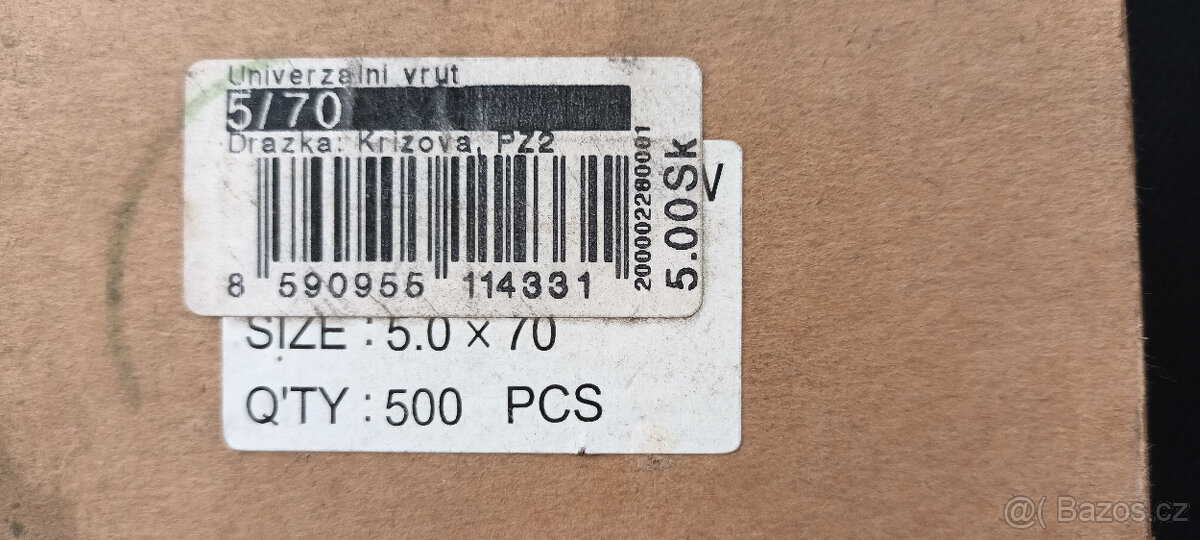 Univerzalni vrut
5/70
Drazka: Krizova, PZ2
8 590955 114331
2000022800001
5.00Sk
V
SIZE : 5.0 × 70
Q'TY : 500 PCS
@( Bazos.cz